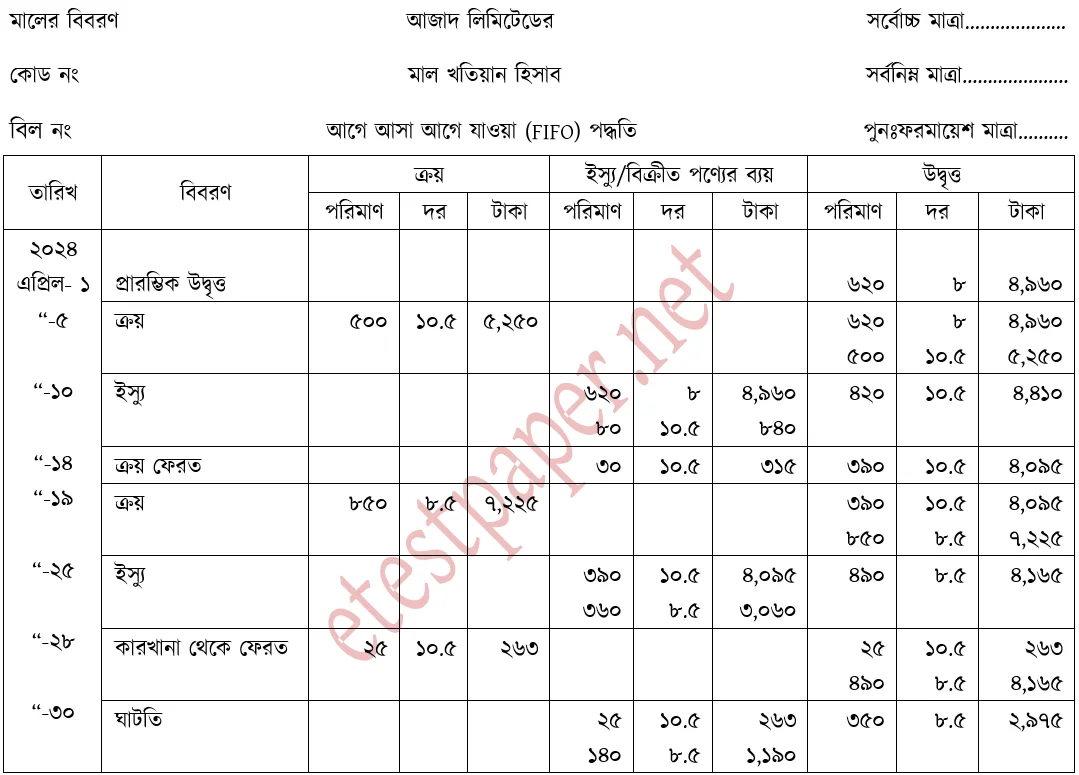 মালের বিবরণ আজাদ লিমিটেডের সর্বোচ্চ মাত্রা....................
কোড নং মাল খতিয়ান হিসাব সর্বনিম্ন মাত্রা.....................
বিল নং আগে আসা আগে যাওয়া (FIFO) পদ্ধতি পুনঃফরমায়েশ মাত্রা..........
তারিখ বিবরণ ক্রয় ইস্যু/বিক্রীত পণ্যের ব্যয় উদ্বৃত্ত
পরিমাণ দর টাকা পরিমাণ দর টাকা পরিমাণ দর টাকা
২০২৪
এপ্রিল- ১ প্রারম্ভিক উদ্বৃত্ত ৬২০ ৮ ৪,৯৬০
“-৫ ক্রয় ৫০০ ১০.৫ ৫,২৫০ ৬২০ ৮ ৪,৯৬০
৫০০ ১০.৫ ৫,২৫০
“-১০ ইস্যু ৬২০ ৮ ৪,৯৬০ ৪২০ ১০.৫ ৪,৪১০
৮০ ১০.৫ ৮৪০
“-১৪ ক্রয় ফেরত ৩০ ১০.৫ ৩১৫ ৩৯০ ১০.৫ ৪,০৯৫
“-১৯ ক্রয় ৮৫০ ৮.৫ ৭,২২৫ ৩৯০ ১০.৫ ৪,০৯৫
৮৫০ ৮.৫ ৭,২২৫
“-২৫ ইস্যু ৩৯০ ১০.৫ ৪,০৯৫ ৪৯০ ৮.৫ ৪,১৬৫
৩৬০ ৮.৫ ৩,০৬০
“-২৮ কারখানা থেকে ফেরত ২৫ ১০.৫ ২৬৩ ২৫ ১০.৫ ২৬৩
৪৯০ ৮.৫ ৪,১৬৫
“-৩০ ঘাটতি ২৫ ১০.৫ ২৬৩ ৩৫০ ৮.৫ ২,৯৭৫
১৪০ ৮.৫ ১,১৯০
etestpaper.net